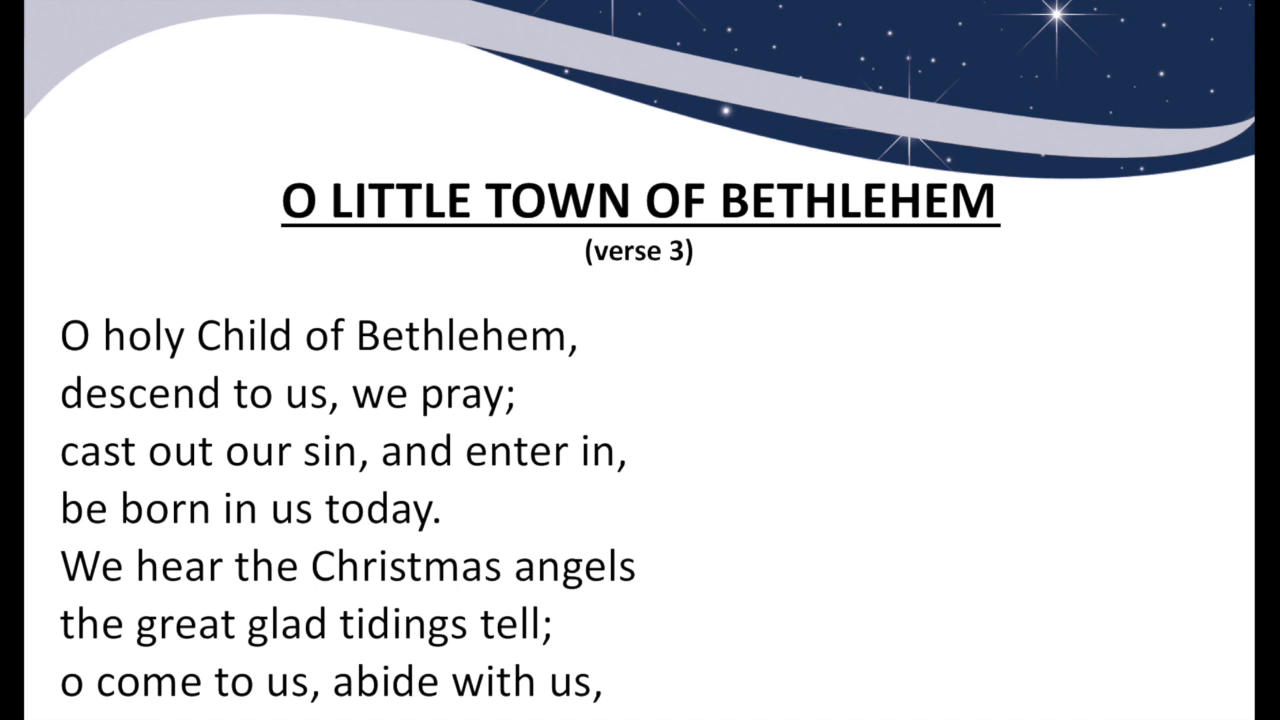 O LITTLE TOWN OF BETHLEHEM
(verse 3)
O holy Child of Bethlehem,
descend to us, we pray;
cast out our sin, and enter in,
be born in us today.
We hear the Christmas angels
the great glad tidings tell;
o come to us, abide with us,